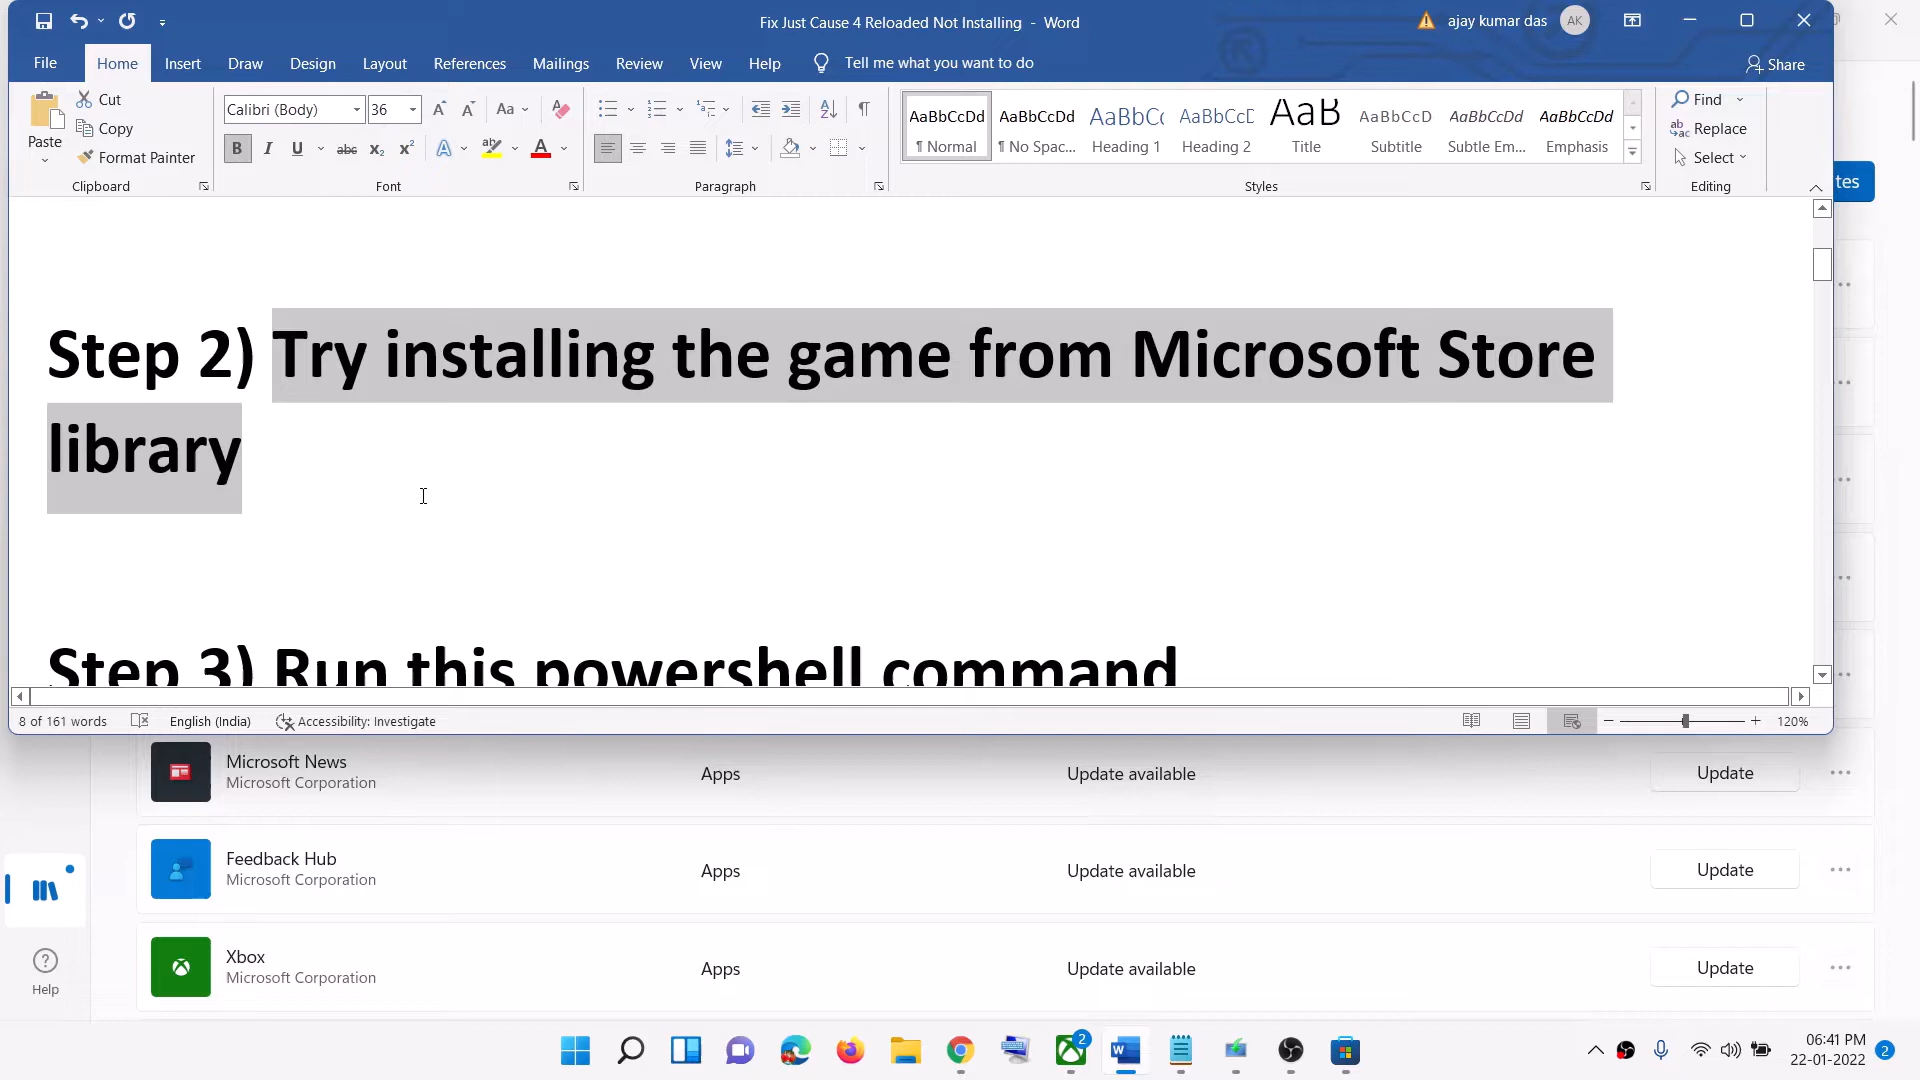 Fix Just Cause 4 Reloaded Not Installing - Word
ajay kumar das
AK
File
Home
Insert
Draw
Design
Layout
References
Mailings
Review
View
Help
Tell me what you want to do
Share
Paste
Cut
Copy
Format Painter
Clipboard
Calibri (Body)
36
Font
Paragraph
AaBbCcDd
¶ Normal
AaBbCcDd
¶ No Spac...
AaBbC
Heading 1
AaBbCcD
Heading 2
AaB
Title
AaBbCcD
Subtitle
AaBbCcDd
Subtle Em...
AaBbCcDd
Emphasis
Styles
Find
Replace
Select
Editing
tes
Step 2) Try installing the game from Microsoft Store
library
Step 3) Run this powershell command
8 of 161 words
English (India)
Accessibility: Investigate
120%
Microsoft News
Microsoft Corporation
Apps
Update available
Update
Feedback Hub
Microsoft Corporation
Apps
Update available
Update
Xbox
Microsoft Corporation
Apps
Update available
Update
Help
2
06:41 PM
22-01-2022
2